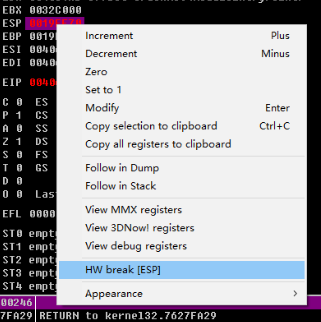 EBX 0032C000
ESP 0019FF70
EBP 0019
ESI 0040
EDI 0040
EIP 0040
C 0 ES
P 1 CS
A 0 SS
Z 1 DS
S 0 FS
T 0 GS
D 0
O 0 Las
EFL 0000
ST0 empt
ST1 empt
ST2 empt
ST3 empt
ST4 empt
Increment Plus
Decrement Minus
Zero
Set to 1
Modify Enter
Copy selection to clipboard Ctrl+C
Copy all registers to clipboard
Follow in Dump
Follow in Stack
View MMX registers
View 3DNow! registers
View debug registers
HW break [ESP]
Appearance
00246
7FA29 RETURN to kernel32.7627FA29